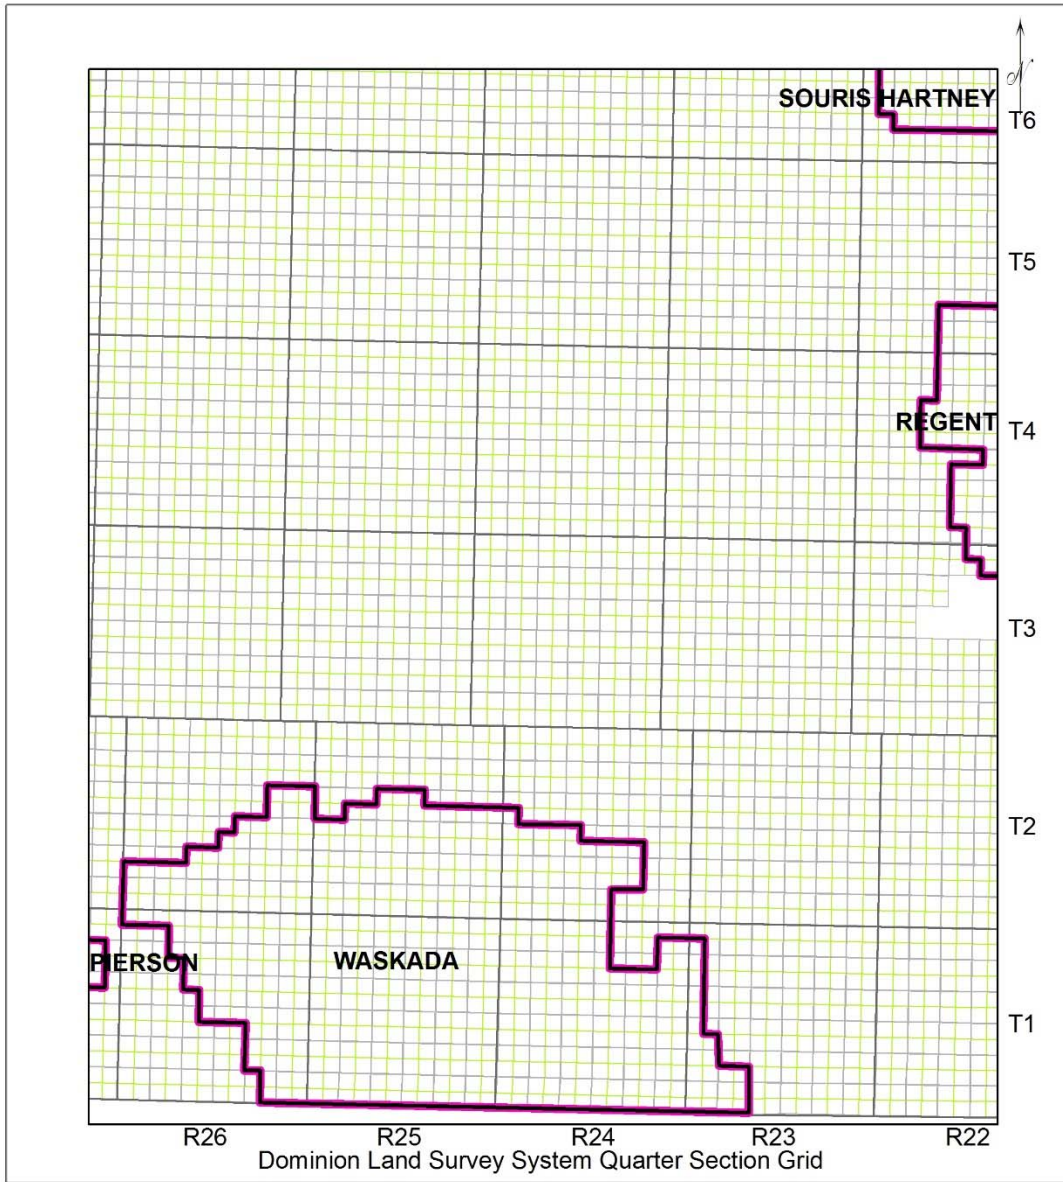 N
SOURIS HARTNEY
T6
T5
REGENT
T4
T3
T2
PIERSON
WASKADA
T1
R26 R25 R24 R23 R22
Dominion Land Survey System Quarter Section Grid